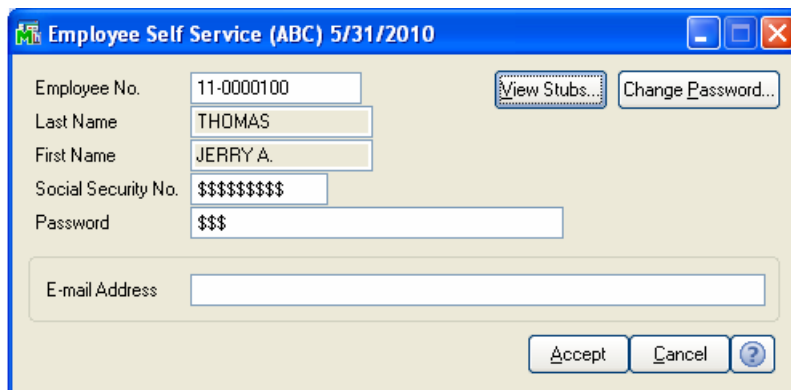 Employee Self Service (ABC) 5/31/2010
Employee No. 11-0000100 View Stubs... Change Password...
Last Name THOMAS
First Name JERRY A.
Social Security No. $$$$$$$$$
Password $$$
E-mail Address
Accept Cancel ?